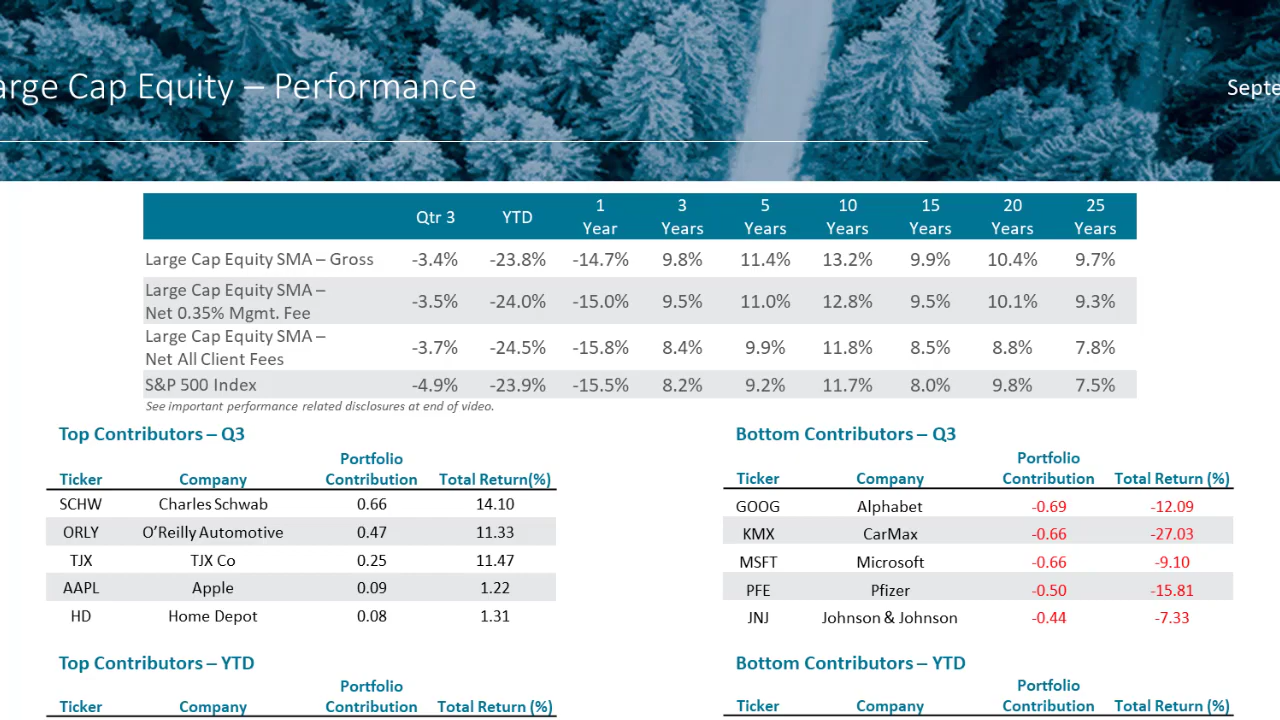 arge Cap Equity – Performance
Septe
Qtr 3 YTD 1 Year 3 Years 5 Years 10 Years 15 Years 20 Years 25 Years
Large Cap Equity SMA – Gross -3.4% -23.8% -14.7% 9.8% 11.4% 13.2% 9.9% 10.4% 9.7%
Large Cap Equity SMA –
Net 0.35% Mgmt. Fee -3.5% -24.0% -15.0% 9.5% 11.0% 12.8% 9.5% 10.1% 9.3%
Large Cap Equity SMA –
Net All Client Fees -3.7% -24.5% -15.8% 8.4% 9.9% 11.8% 8.5% 8.8% 7.8%
S&P 500 Index -4.9% -23.9% -15.5% 8.2% 9.2% 11.7% 8.0% 9.8% 7.5%
See important performance related disclosures at end of video.
Top Contributors – Q3
Ticker Company Portfolio Contribution Total Return(%)
SCHW Charles Schwab 0.66 14.10
ORLY O'Reilly Automotive 0.47 11.33
TJX TJX Co 0.25 11.47
AAPL Apple 0.09 1.22
HD Home Depot 0.08 1.31
Bottom Contributors – Q3
Ticker Company Portfolio Contribution Total Return (%)
GOOG Alphabet -0.69 -12.09
KMX CarMax -0.66 -27.03
MSFT Microsoft -0.66 -9.10
PFE Pfizer -0.50 -15.81
JNJ Johnson & Johnson -0.44 -7.33
Top Contributors – YTD
Ticker Company Portfolio Contribution Total Return (%)
Bottom Contributors – YTD
Ticker Company Portfolio Contribution Total Return (%)